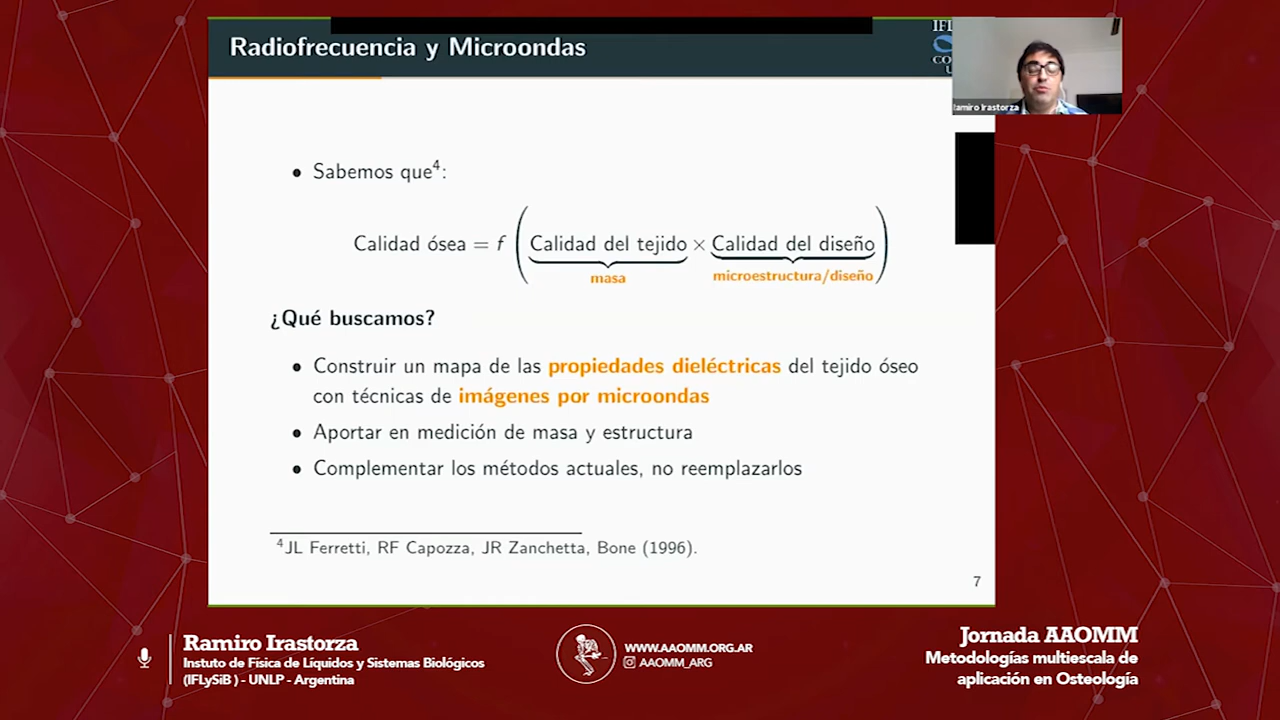 Radiofrecuencia y Microondas
Ramiro Irastorza
• Sabemos que⁴:
Calidad ósea = f ( Calidad del tejido × Calidad del diseño )
masa microestructura/diseño
¿Qué buscamos?
• Construir un mapa de las propiedades dieléctricas del tejido óseo
con técnicas de imágenes por microondas
• Aportar en medición de masa y estructura
• Complementar los métodos actuales, no reemplazarlos
⁴JL Ferretti, RF Capozza, JR Zanchetta, Bone (1996).
7
Ramiro Irastorza
Instuto de Física de Líquidos y Sistemas Biológicos
(IFLySiB ) - UNLP - Argentina
WWW.AAOMM.ORG.AR
AAOMM_ARG
Jornada AAOMM
Metodologías multiescala de
aplicación en Osteología